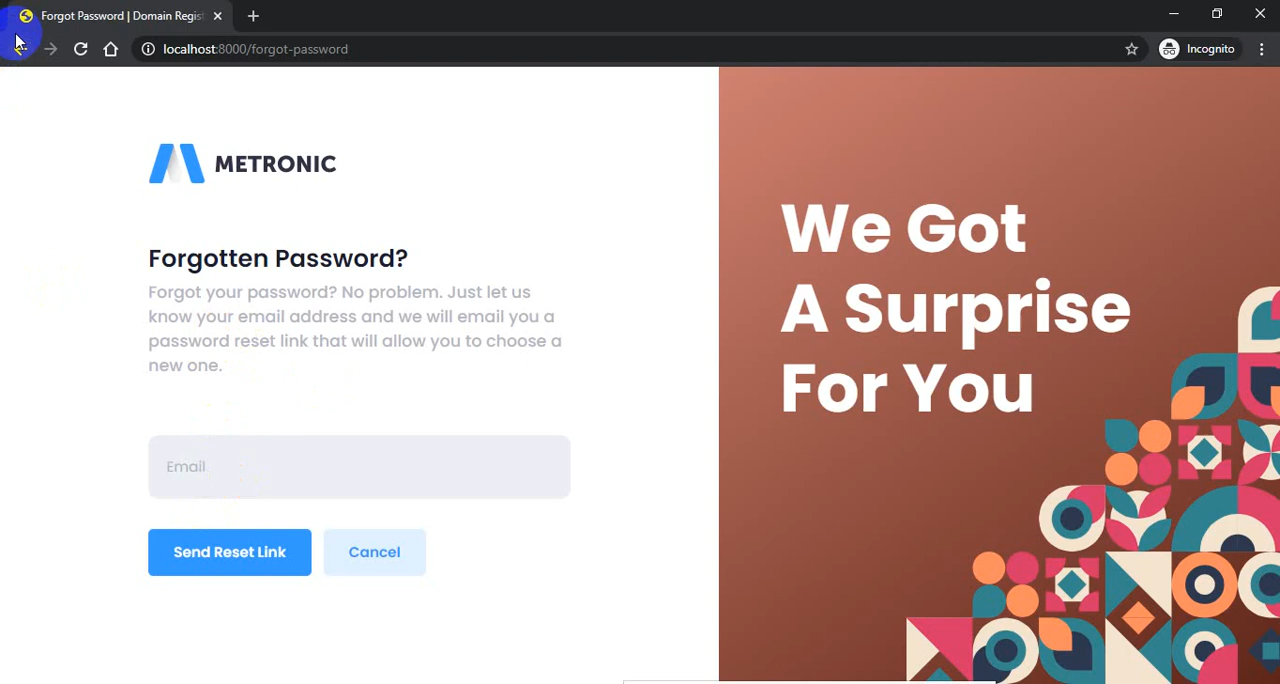 Forgot Password | Domain Regist
localhost:8000/forgot-password
Incognito
METRONIC
Forgotten Password?
Forgot your password? No problem. Just let us
know your email address and we will email you a
password reset link that will allow you to choose a
new one.
Email
Send Reset Link
Cancel
We Got
A Surprise
For You